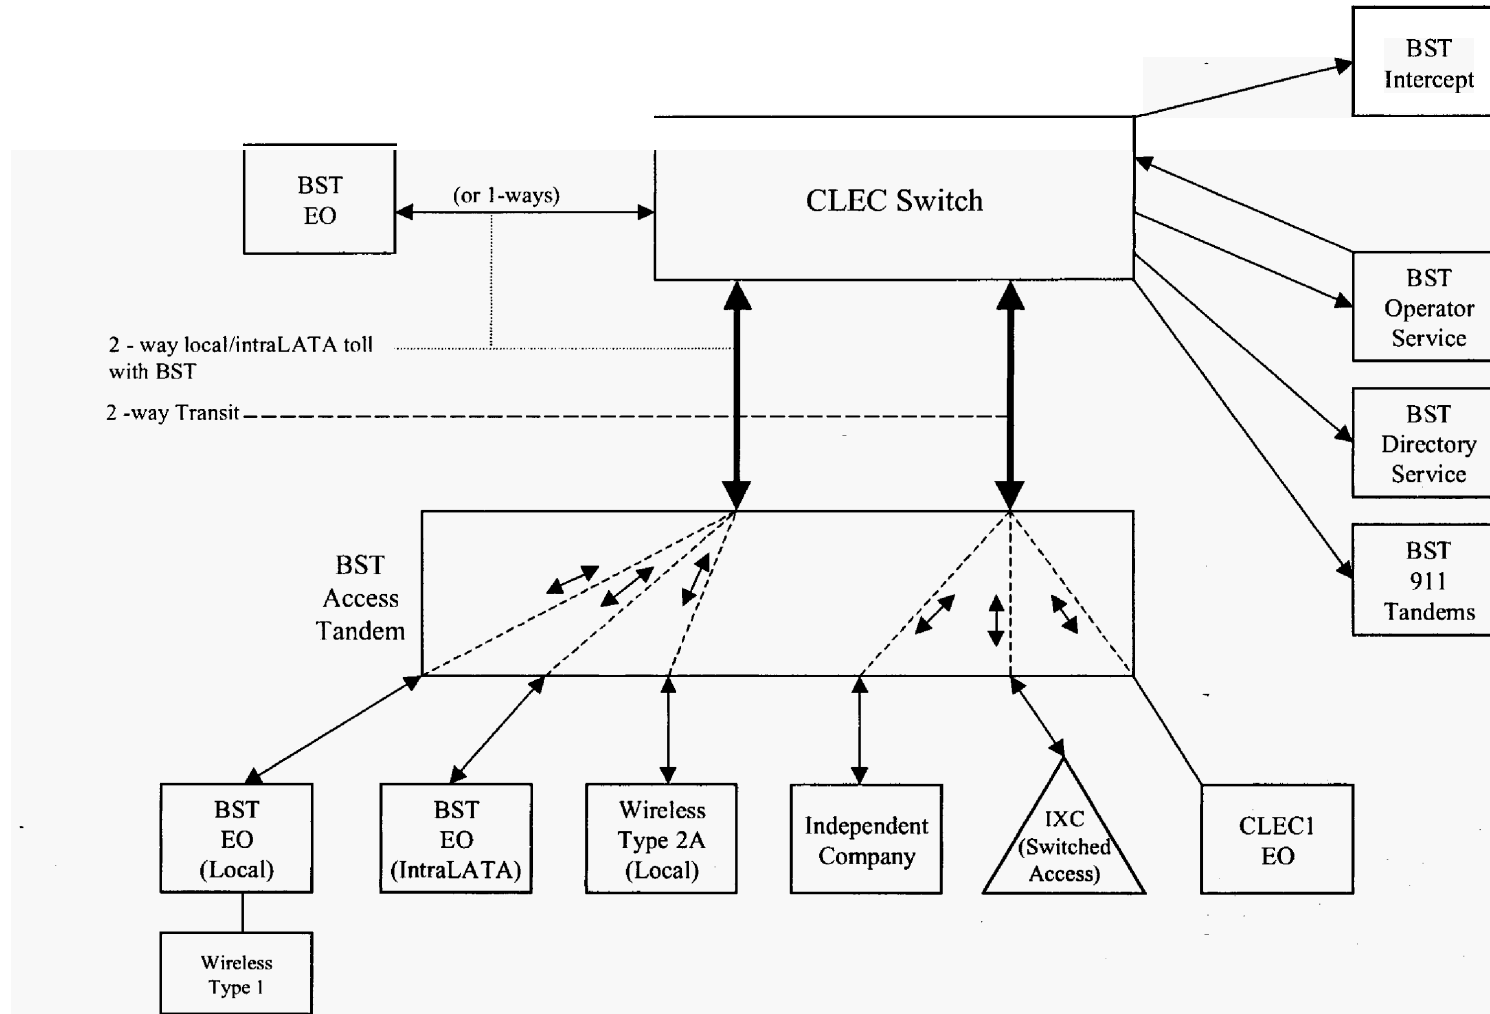 BST
Intercept
BST
EO
(or 1-ways)
CLEC Switch
BST
Operator
Service
2 - way local/intraLATA toll
with BST
2 -way Transit
BST
Directory
Service
BST
911
Tandems
BST
Access
Tandem
BST
EO
(Local)
BST
EO
(IntraLATA)
Wireless
Type 2A
(Local)
Independent
Company
IXC
(Switched
Access)
CLEC1
EO
Wireless
Type 1